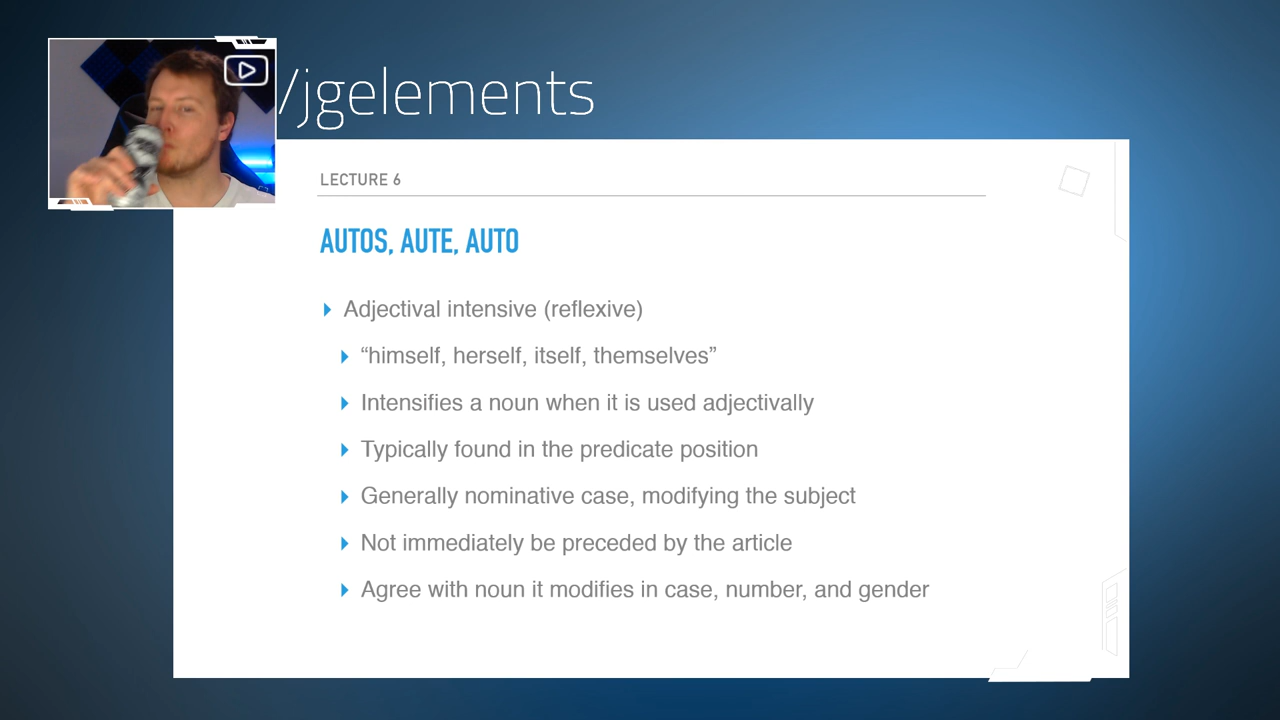 /jgelements
LECTURE 6
AUTOS, AUTE, AUTO
Adjectival intensive (reflexive)
“himself, herself, itself, themselves”
Intensifies a noun when it is used adjectivally
Typically found in the predicate position
Generally nominative case, modifying the subject
Not immediately be preceded by the article
Agree with noun it modifies in case, number, and gender